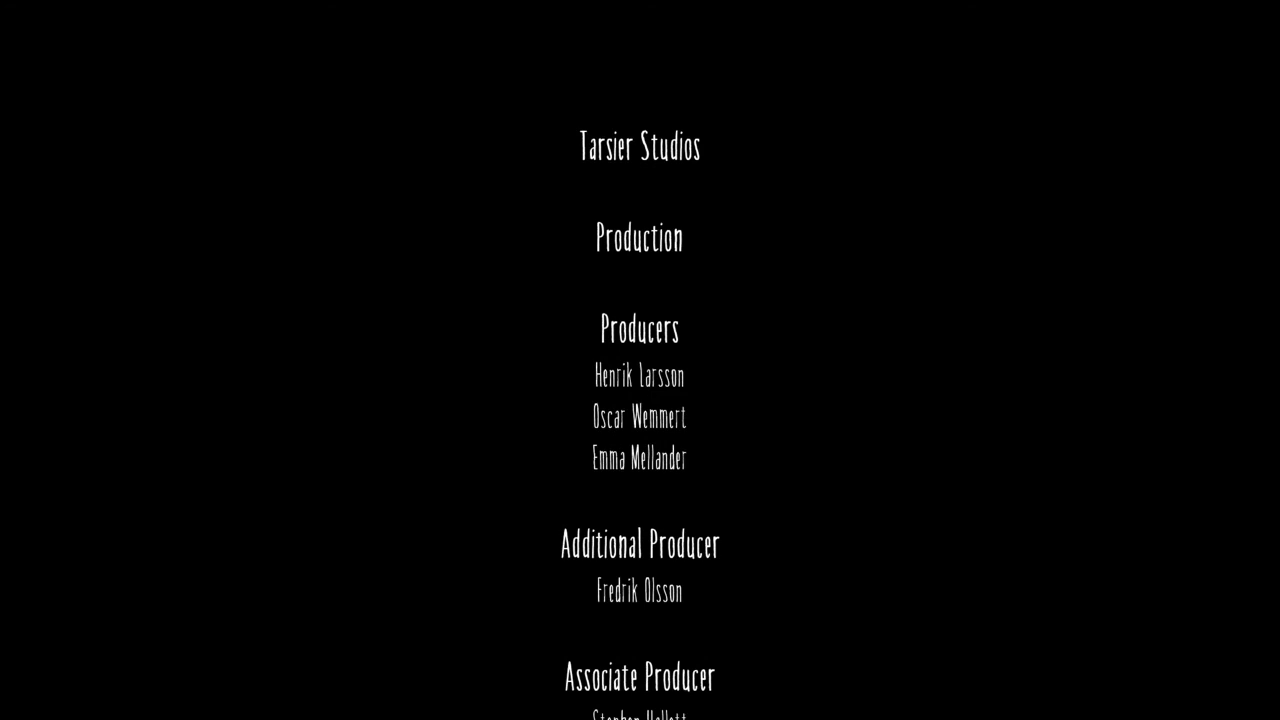 Tarsier Studios
Production
Producers
Henrik Larsson
Oscar Wemmert
Emma Mellander
Additional Producer
Fredrik Olsson
Associate Producer